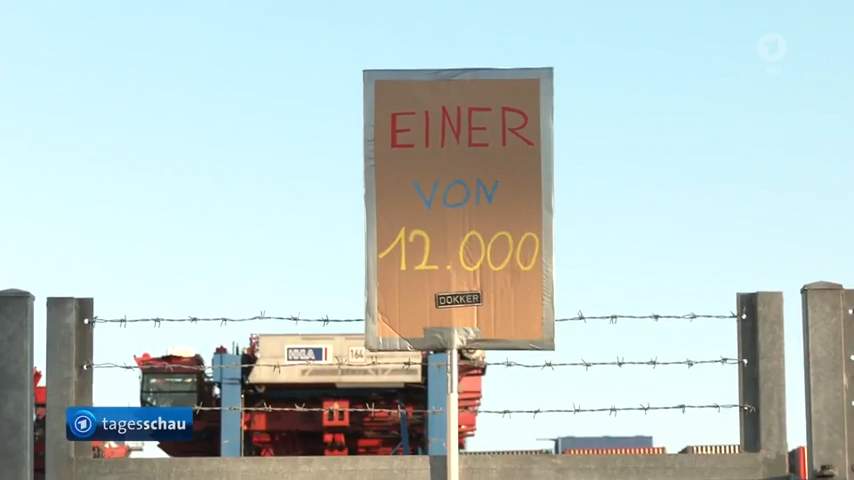 EINER
VON
12.000
DOKKER
HHLA
164
tagesschau